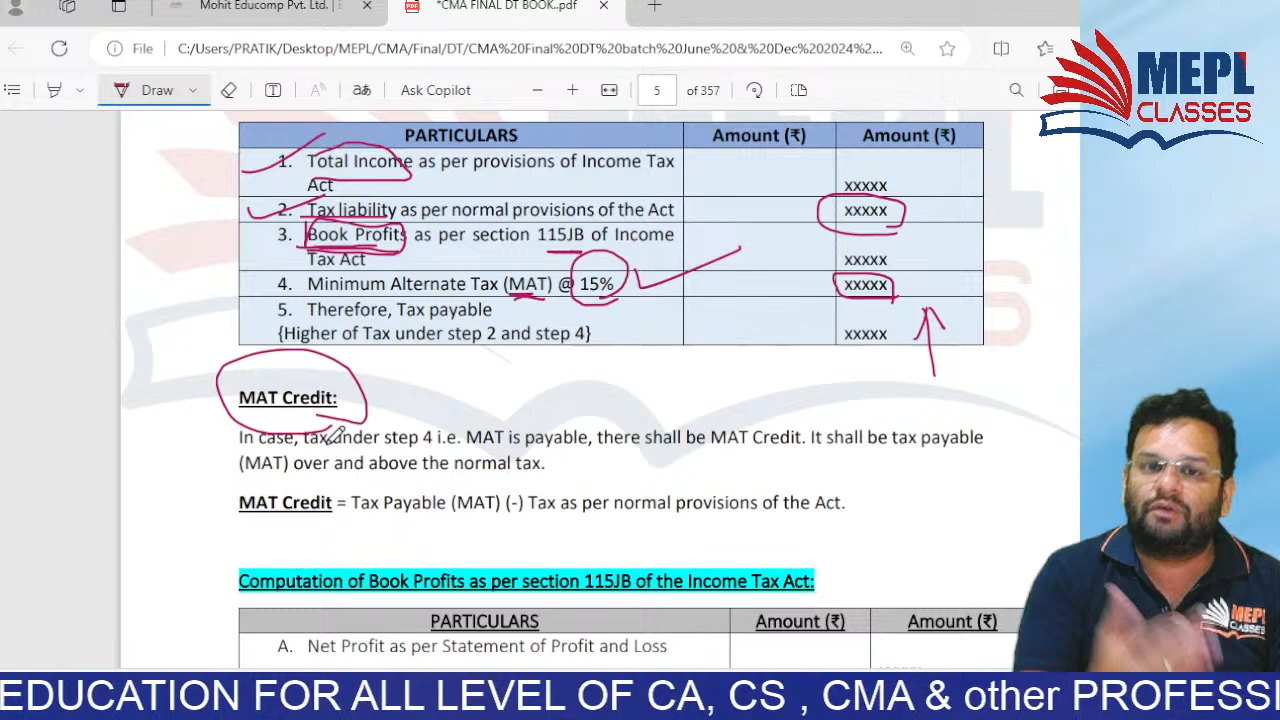 Mohit Educomp Pvt. Ltd. |
*CMA FINAL DT BOOK..pdf
File
C:/Users/PRATIK/Desktop/MEPL/CMA/Final/DT/CMA%20Final%20DT%20batch%20June%20&%20Dec%202024%2...
Draw
T
aあ
Ask Copilot
5
of 357
MEPL
CLASSES
PARTICULARS
Amount (₹)
Amount (₹)
1. Total Income as per provisions of Income Tax
Act
xxxxx
2. Tax liability as per normal provisions of the Act
xxxxx
3. Book Profits as per section 115JB of Income
Tax Act
xxxxx
4. Minimum Alternate Tax (MAT) @ 15%
xxxxx
5. Therefore, Tax payable
{Higher of Tax under step 2 and step 4}
xxxxx
MAT Credit:
In case, tax under step 4 i.e. MAT is payable, there shall be MAT Credit. It shall be tax payable
(MAT) over and above the normal tax.
MAT Credit = Tax Payable (MAT) (-) Tax as per normal provisions of the Act.
Computation of Book Profits as per section 115JB of the Income Tax Act:
PARTICULARS
Amount (₹)
Amount (₹)
A. Net Profit as per Statement of Profit and Loss
MEPL
CLASSES
EDUCATION FOR ALL LEVEL OF CA, CS , CMA & other PROFESSI